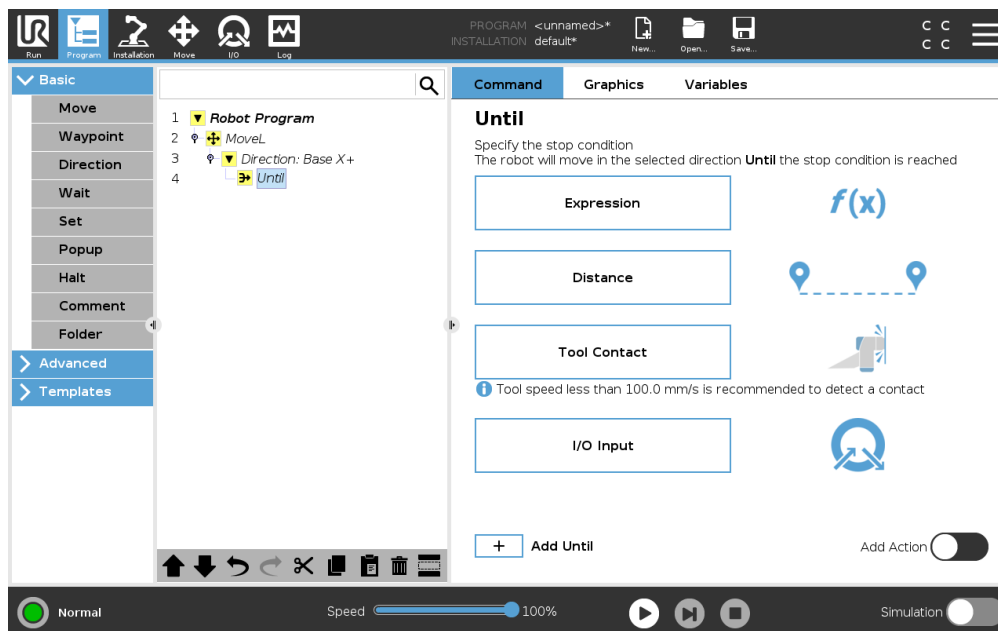 PROGRAM <unnamed>*
INSTALLATION default*
UR
Run Program Installation Move I/O Log New... Open... Save...
C C
C C
Basic
Move
Waypoint
Direction
Wait
Set
Popup
Halt
Comment
Folder
Advanced
Templates
1 Robot Program
2 MoveL
3 Direction: Base X+
4 Until
Command Graphics Variables
Until
Specify the stop condition
The robot will move in the selected direction Until the stop condition is reached
Expression f(x)
Distance
Tool Contact
Tool speed less than 100.0 mm/s is recommended to detect a contact
I/O Input
+ Add Until Add Action
Normal Speed 100% Simulation